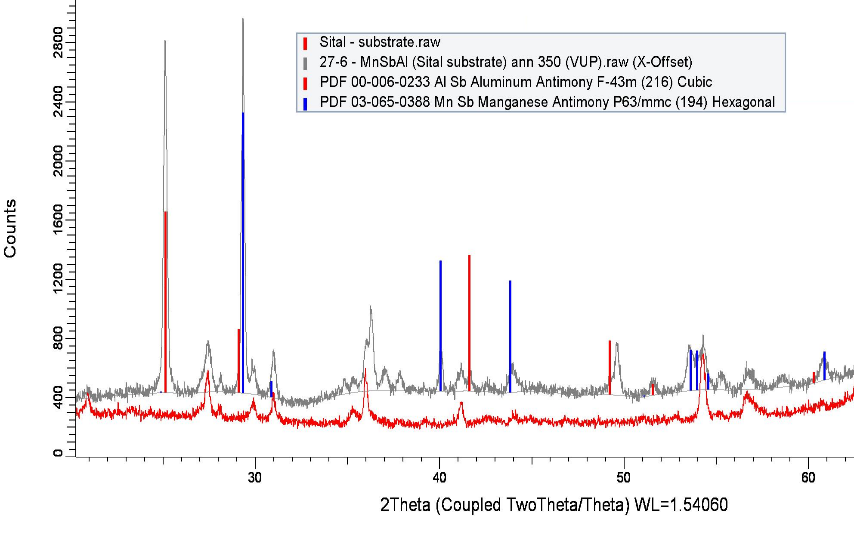 2800
2400
2000
1600
1200
800
400
0
Counts
Sital - substrate.raw
27-6 - MnSbAl (Sital substrate) ann 350 (VUP).raw (X-Offset)
PDF 00-006-0233 Al Sb Aluminum Antimony F-43m (216) Cubic
PDF 03-065-0388 Mn Sb Manganese Antimony P63/mmc (194) Hexagonal
30 40 50 60
2Theta (Coupled TwoTheta/Theta) WL=1.54060